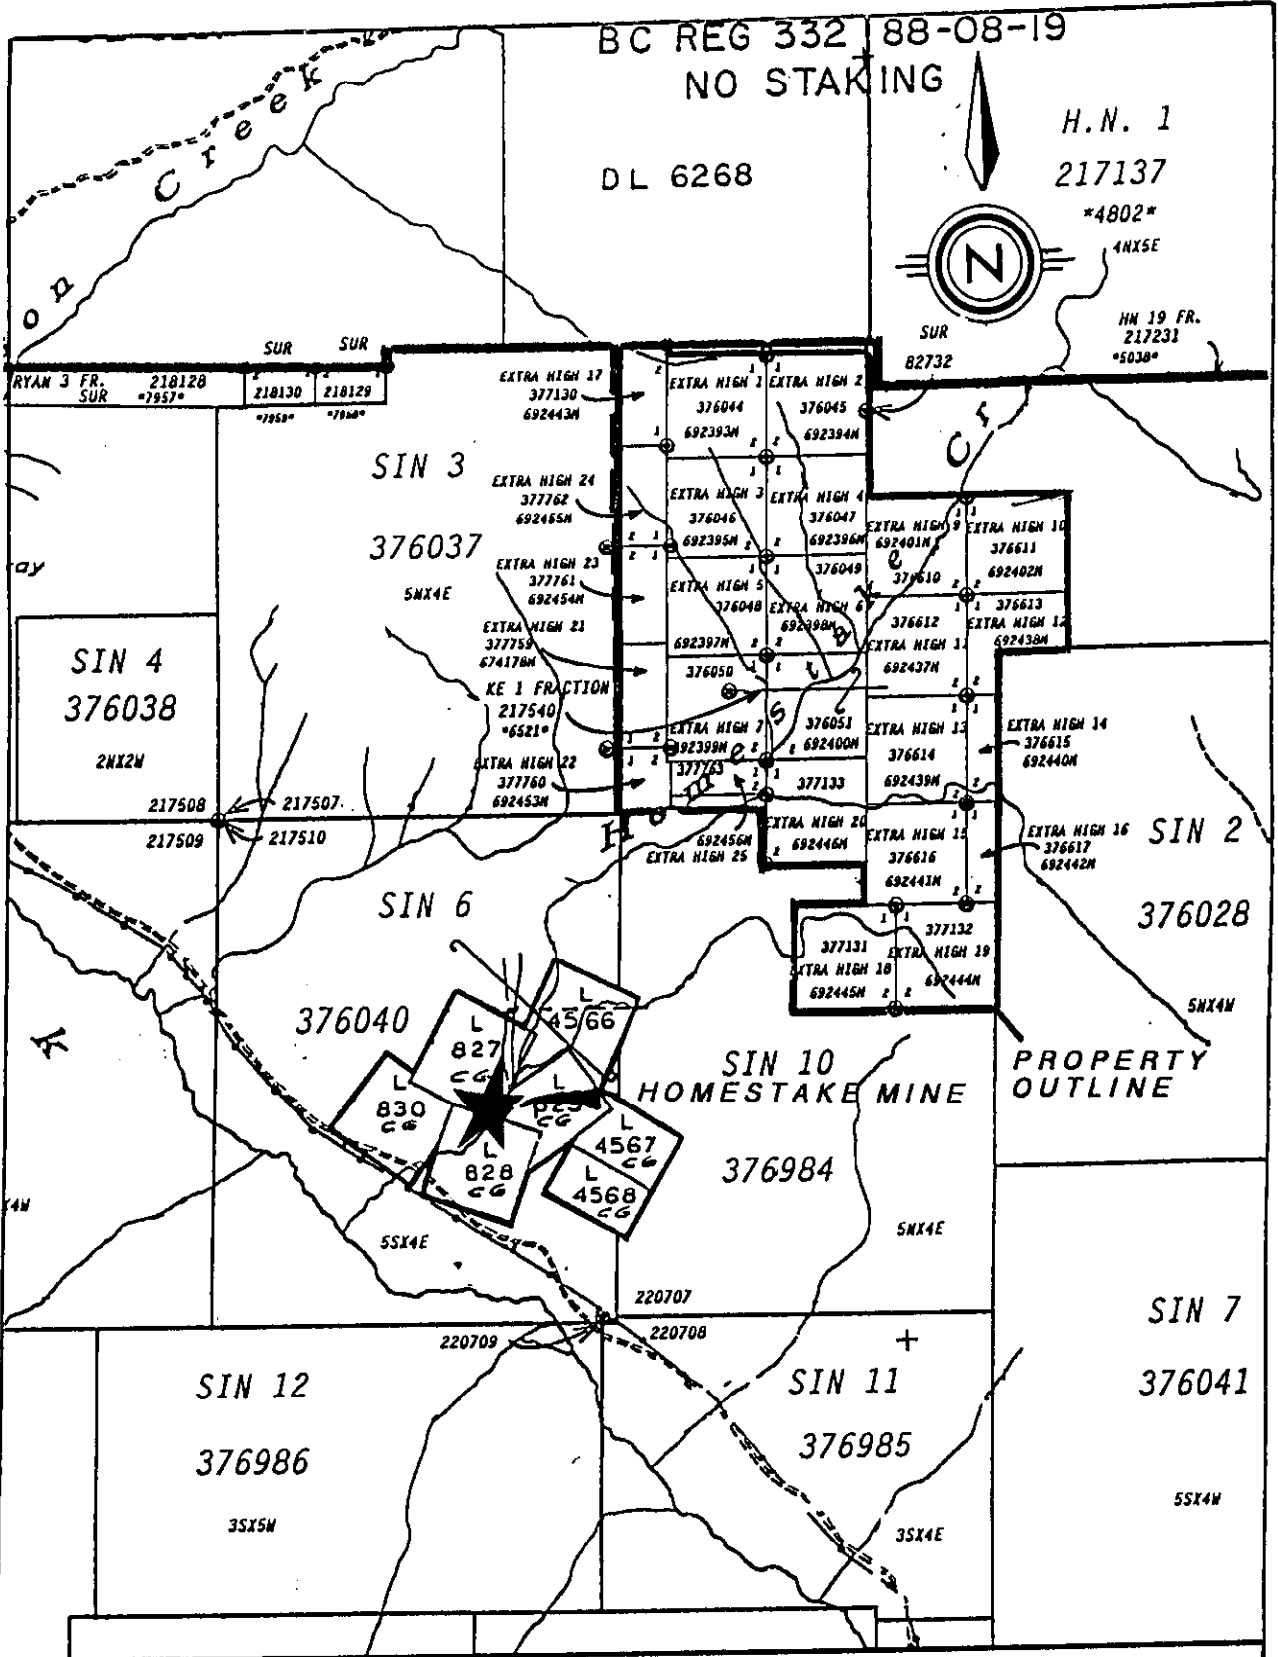 BC REG 332 88-08-19
NO STAKING
DL 6268
H.N. 1
217137
*4802*
4NX5E
N
on Creek
HN 19 FR.
217231
*5038*
SUR
82732
SUR
SUR
RYAN 3 FR.
218128
SUR
*7957*
218130
218129
EXTRA HIGH 17
377130
692443M
EXTRA HIGH 1
376044
692393M
EXTRA HIGH 2
376045
692394M
SIN 3
376037
5NX4E
EXTRA HIGH 24
377762
692455M
EXTRA HIGH 3
376046
692395M
EXTRA HIGH 4
376047
692396M
EXTRA HIGH 9
692401M
EXTRA HIGH 10
376611
692402M
EXTRA HIGH 23
377761
692454M
EXTRA HIGH 5
376048
692397M
376049
EXTRA HIGH 6
692398M
376612
EXTRA HIGH 11
692437M
376613
EXTRA HIGH 12
692438M
ay
SIN 4
376038
2NX2W
EXTRA HIGH 21
377759
674178M
KE 1 FRACTION
217540
*6521*
376050
EXTRA HIGH 7
692399M
376051
692400M
EXTRA HIGH 13
376614
692439M
EXTRA HIGH 14
376615
692440M
EXTRA HIGH 22
377760
692453M
377763
377133
692456M
EXTRA HIGH 25
EXTRA HIGH 20
692446M
EXTRA HIGH 15
376616
692441M
EXTRA HIGH 16
376617
692442M
Homestake Cr
217508
217507
217509
217510
SIN 2
376028
5NX4W
SIN 6
376040
5SX4E
377131
EXTRA HIGH 18
692445M
377132
EXTRA HIGH 19
692444M
PROPERTY
OUTLINE
k
L
4566
L
827
CG
L
830
CG
L
CG
L
828
CG
L
4567
CG
L
4568
CG
SIN 10
HOMESTAKE MINE
376984
5NX4E
220707
220708
220709
SIN 7
376041
5SX4W
SIN 12
376986
3SX5W
SIN 11
376985
3SX4E